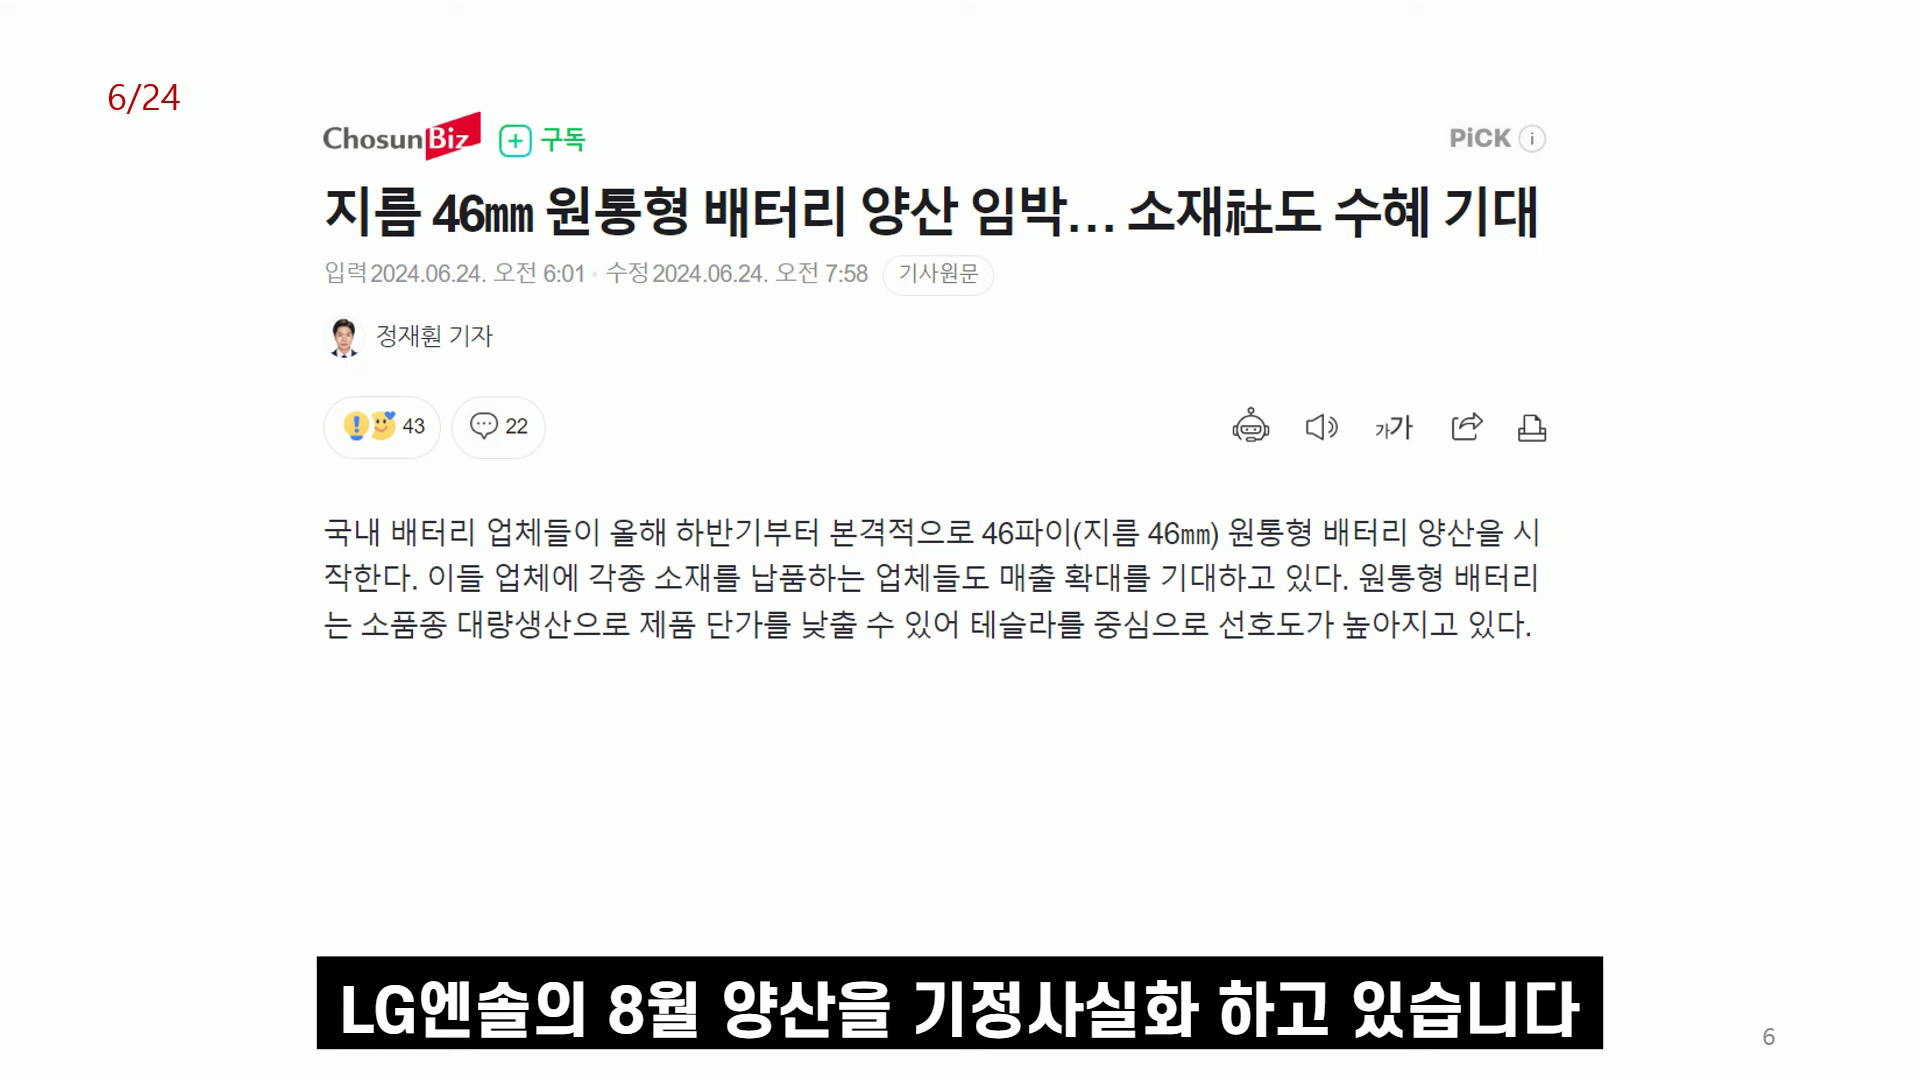 6/24
ChosunBiz + 구독
PiCK i
지름 46㎜ 원통형 배터리 양산 임박… 소재社도 수혜 기대
입력2024.06.24. 오전 6:01 · 수정2024.06.24. 오전 7:58 기사원문
정재훤 기자
43 22
가가
국내 배터리 업체들이 올해 하반기부터 본격적으로 46파이(지름 46㎜) 원통형 배터리 양산을 시
작한다. 이들 업체에 각종 소재를 납품하는 업체들도 매출 확대를 기대하고 있다. 원통형 배터리
는 소품종 대량생산으로 제품 단가를 낮출 수 있어 테슬라를 중심으로 선호도가 높아지고 있다.
LG엔솔의 8월 양산을 기정사실화 하고 있습니다
6